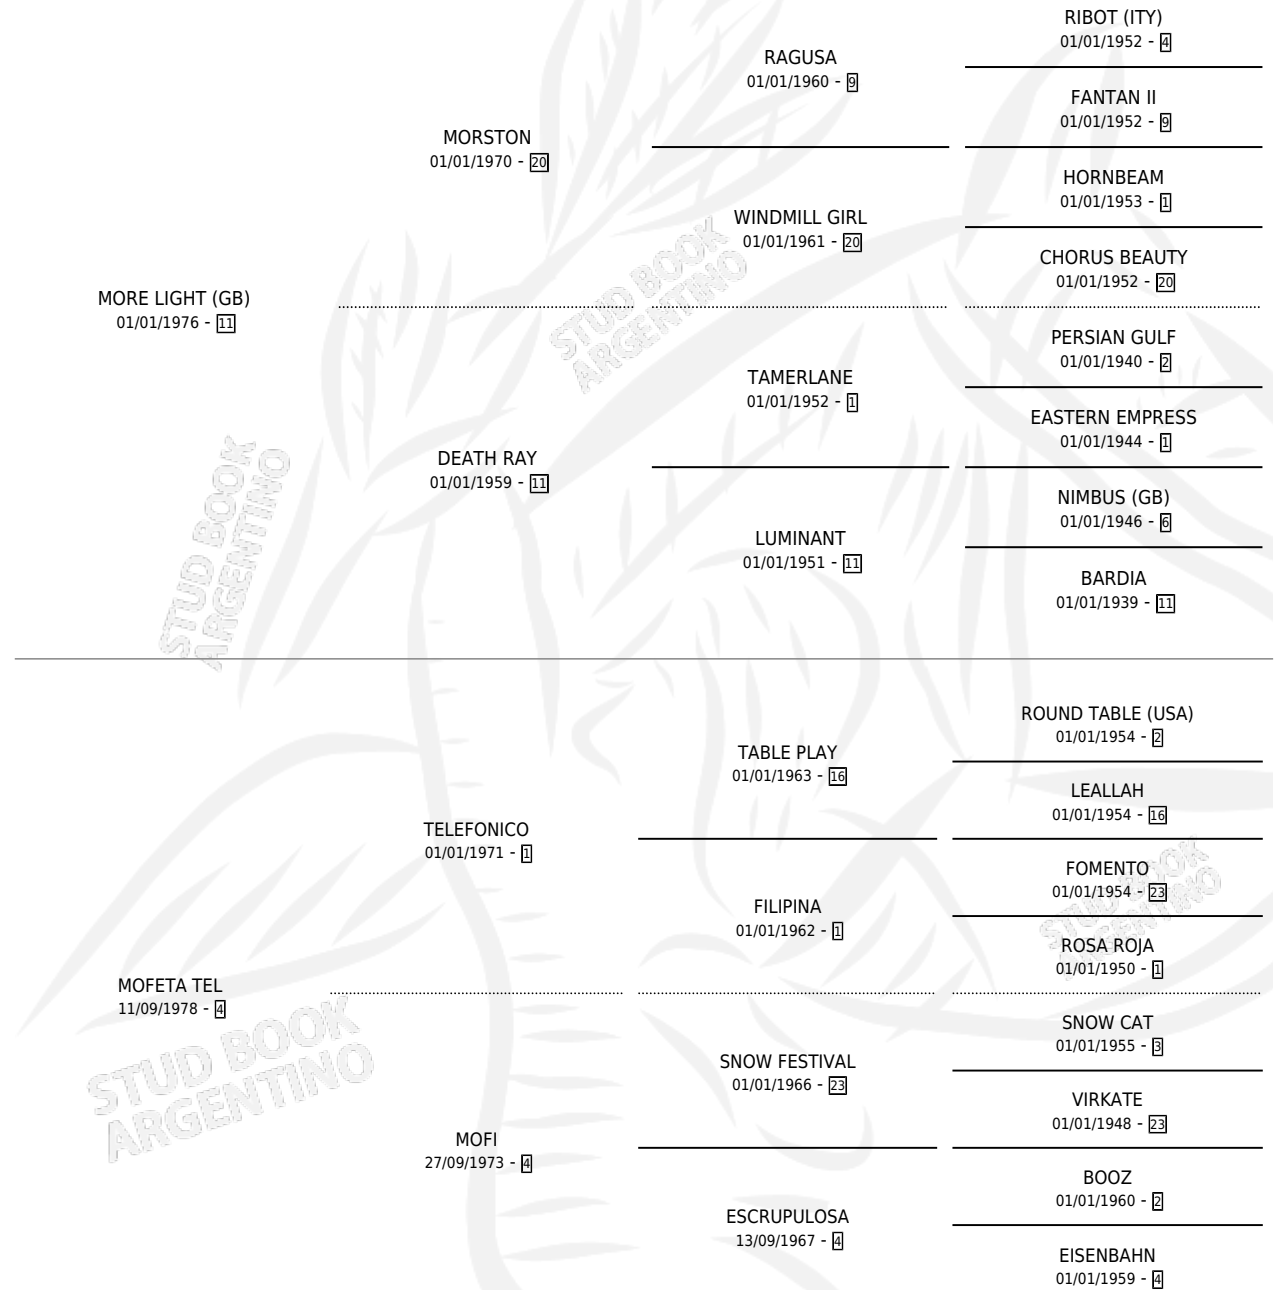 RIBOT (ITY)
01/01/1952 - 4
RAGUSA
01/01/1960 - 9
FANTAN II
01/01/1952 - 9
MORSTON
01/01/1970 - 20
HORNBEAM
01/01/1953 - 1
WINDMILL GIRL
01/01/1961 - 20
CHORUS BEAUTY
01/01/1952 - 20
MORE LIGHT (GB)
01/01/1976 - 11
PERSIAN GULF
01/01/1940 - 2
TAMERLANE
01/01/1952 - 1
EASTERN EMPRESS
01/01/1944 - 1
DEATH RAY
01/01/1959 - 11
NIMBUS (GB)
01/01/1946 - 6
LUMINANT
01/01/1951 - 11
BARDIA
01/01/1939 - 11
STUD BOOK
ARGENTINO
STUD BOOK
ARGENTINO
ROUND TABLE (USA)
01/01/1954 - 2
TABLE PLAY
01/01/1963 - 16
LEALLAH
01/01/1954 - 16
TELEFONICO
01/01/1971 - 1
FOMENTO
01/01/1954 - 23
FILIPINA
01/01/1962 - 1
ROSA ROJA
01/01/1950 - 1
STUD BOOK
ARGENTINO
MOFETA TEL
11/09/1978 - 4
SNOW CAT
01/01/1955 - 3
SNOW FESTIVAL
01/01/1966 - 23
VIRKATE
01/01/1948 - 23
MOFI
27/09/1973 - 4
BOOZ
01/01/1960 - 2
ESCRUPULOSA
13/09/1967 - 4
EISENBAHN
01/01/1959 - 4
STUD BOOK
ARGENTINO